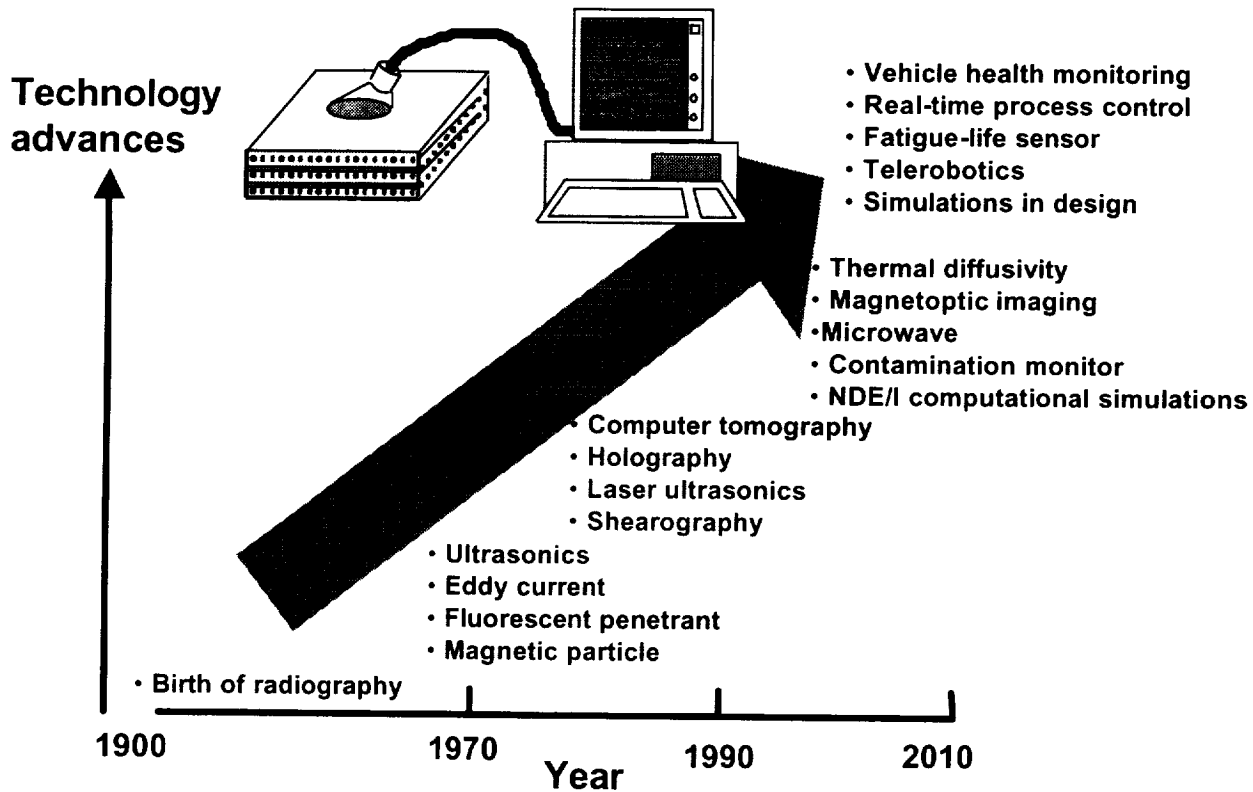 Technology
advances
• Vehicle health monitoring
• Real-time process control
• Fatigue-life sensor
• Telerobotics
• Simulations in design
• Thermal diffusivity
• Magnetoptic imaging
•Microwave
• Contamination monitor
• NDE/I computational simulations
• Computer tomography
• Holography
• Laser ultrasonics
• Shearography
• Ultrasonics
• Eddy current
• Fluorescent penetrant
• Magnetic particle
• Birth of radiography
1900 1970 1990 2010
Year